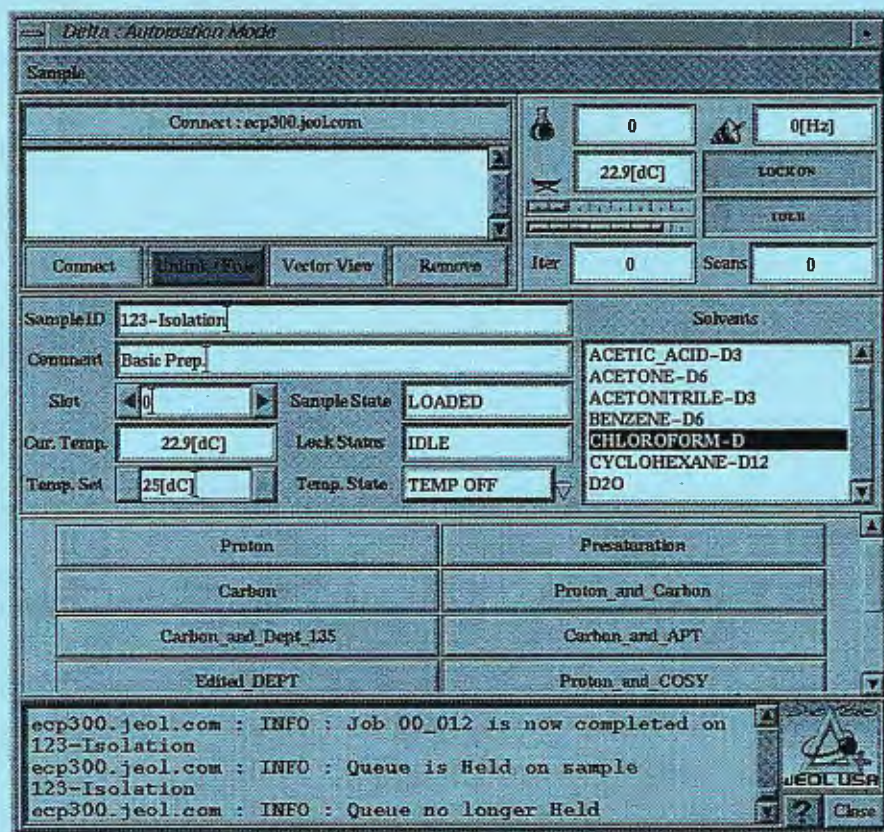 Delta : Automation Mode
Sample
Connect : ecp300.jeol.com
0
0[Hz]
22.9[dC]
LOCK ON
IDLE
Connect
Unlink / Free
Vector View
Remove
Iter
0
Scans
0
Sample ID
123-Isolation
Solvents
Comment
Basic Prep.
ACETIC_ACID-D3
ACETONE-D6
ACETONITRILE-D3
BENZENE-D6
CHLOROFORM-D
CYCLOHEXANE-D12
D2O
Slot
0
Sample State
LOADED
Cur. Temp.
22.9[dC]
Lock Status
IDLE
Temp. Set
25[dC]
Temp. State
TEMP OFF
Proton
Presaturation
Carbon
Proton_and_Carbon
Carbon_and_Dept_135
Carbon_and_APT
Edited_DEPT
Proton_and_COSY
ecp300.jeol.com : INFO : Job 00_012 is now completed on
123-Isolation
ecp300.jeol.com : INFO : Queue is Held on sample
123-Isolation
ecp300.jeol.com : INFO : Queue no longer Held
JEOL USA
?
Close